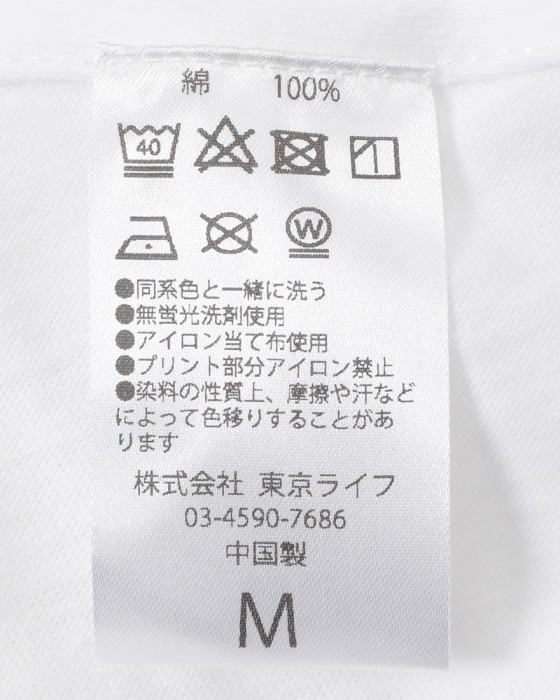 綿 100%
40
W
●同系色と一緒に洗う
●無蛍光洗剤使用
●アイロン当て布使用
●プリント部分アイロン禁止
●染料の性質上、摩擦や汗など
によって色移りすることがあ
ります
株式会社 東京ライフ
03-4590-7686
中国製
M